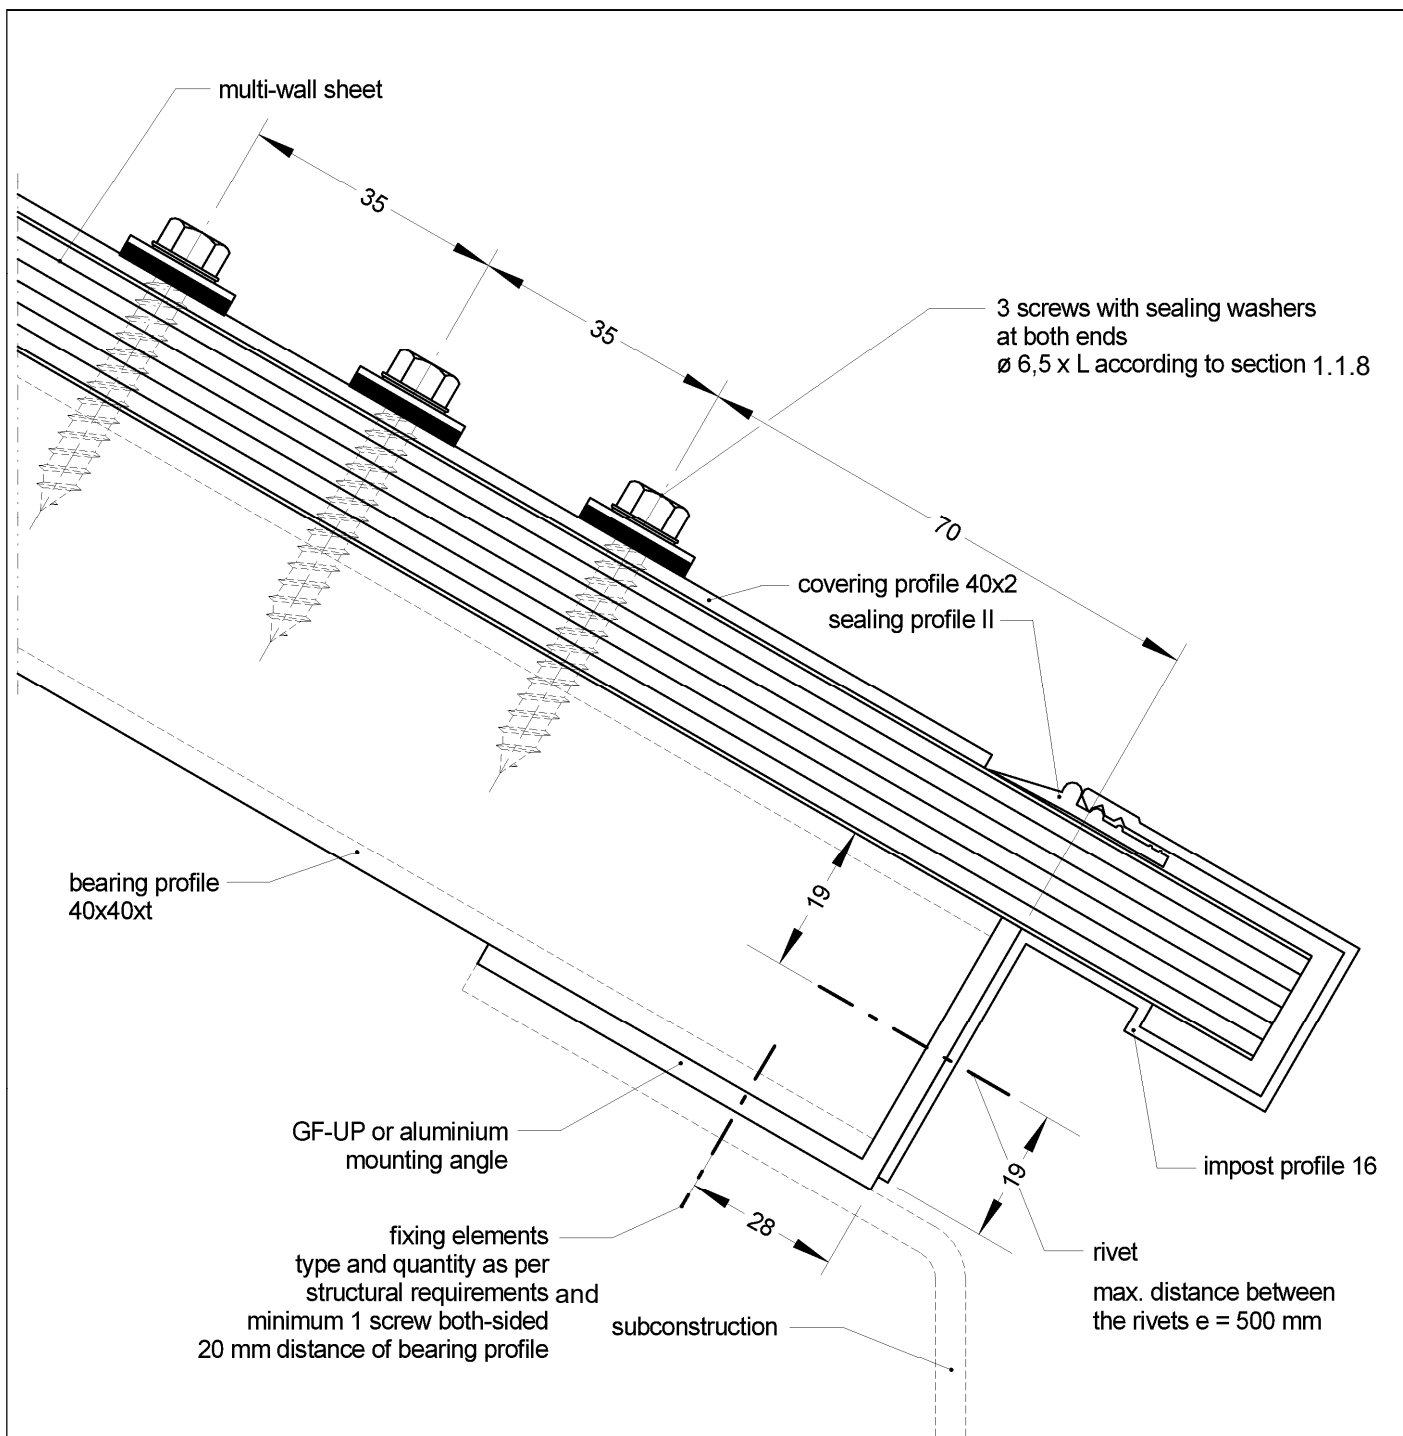 multi-wall sheet
35
35
3 screws with sealing washers
at both ends
ø 6,5 x L according to section 1.1.8
70
covering profile 40x2
sealing profile II
bearing profile
40x40xt
19
GF-UP or aluminium
mounting angle
19
impost profile 16
28
fixing elements
type and quantity as per
structural requirements and
minimum 1 screw both-sided
20 mm distance of bearing profile
subconstruction
rivet
max. distance between
the rivets e = 500 mm